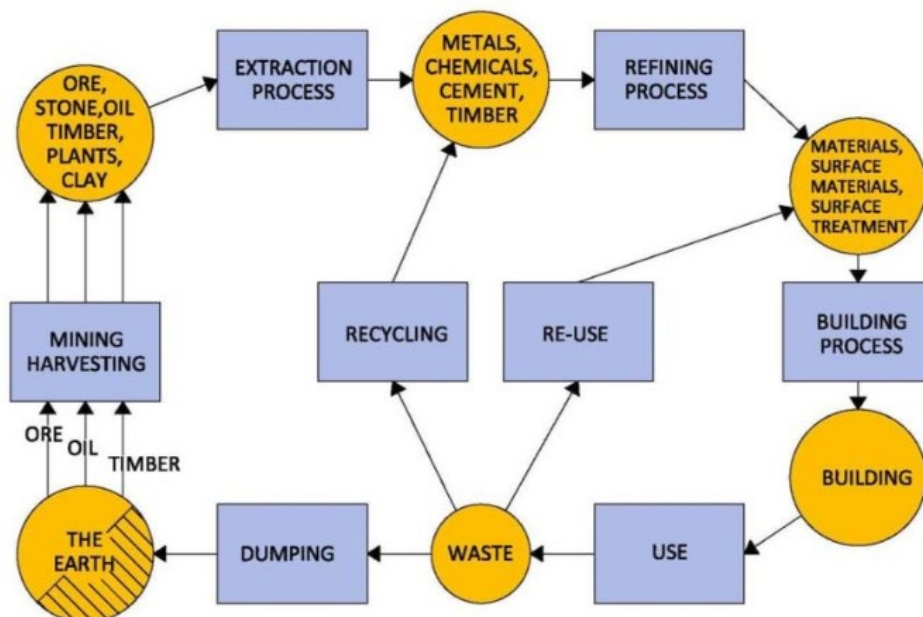 ORE,
STONE,OIL
TIMBER,
PLANTS,
CLAY
EXTRACTION
PROCESS
METALS,
CHEMICALS,
CEMENT,
TIMBER
REFINING
PROCESS
MATERIALS,
SURFACE
MATERIALS,
SURFACE
TREATMENT
MINING
HARVESTING
RECYCLING
RE-USE
BUILDING
PROCESS
ORE
OIL
TIMBER
BUILDING
THE
EARTH
DUMPING
WASTE
USE